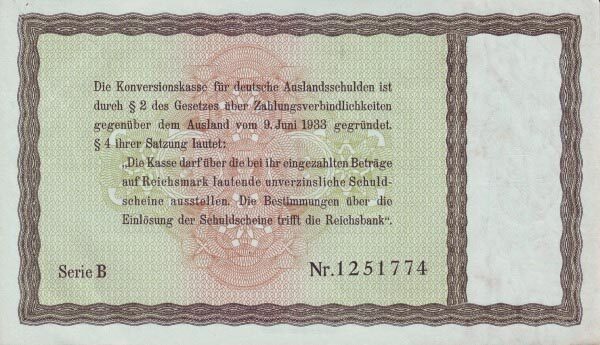 Die Konversionskasse für deutsche Auslandsschulden ist
durch § 2 des Gesetzes über Zahlungsverbindlichkeiten
gegenüber dem Ausland vom 9. Juni 1933 gegründet.
§ 4 ihrer Satzung lautet:
„Die Kasse darf über die bei ihr eingezahlten Beträge
auf Reichsmark lautende unverzinsliche Schuld-
scheine ausstellen. Die Bestimmungen über die
Einlösung der Schuldscheine trifft die Reichsbank“.
Serie B
Nr. 1251774